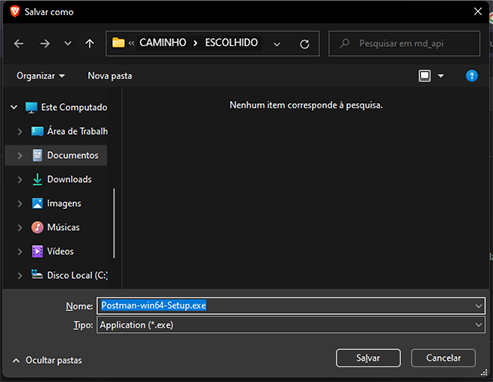 Salvar como
« CAMINHO > ESCOLHIDO
Pesquisar em md_api
Organizar
Nova pasta
?
Nenhum item corresponde à pesquisa.
Este Computado
Área de Trabalh
Documentos
Downloads
Imagens
Músicas
Vídeos
Disco Local (C:)
Nome: Postman-win64-Setup.exe
Tipo: Application (*.exe)
Ocultar pastas
Salvar
Cancelar